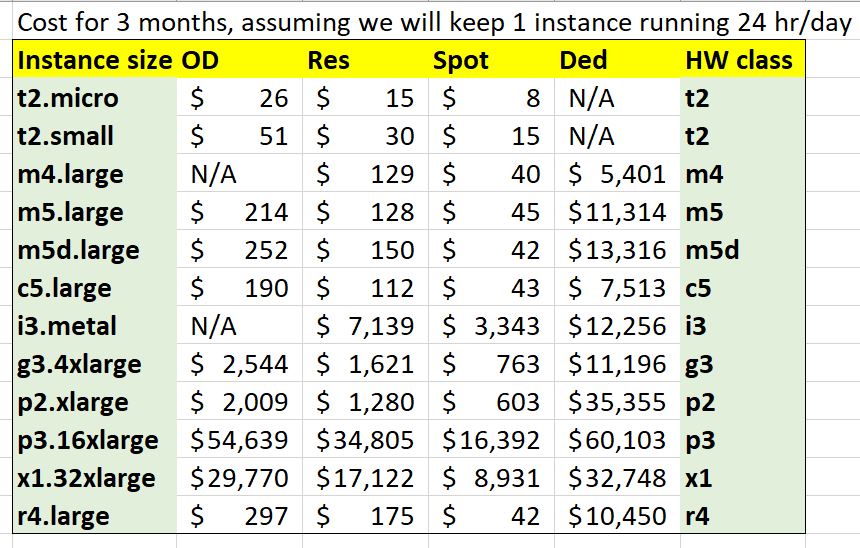 Cost for 3 months, assuming we will keep 1 instance running 24 hr/day
Instance size OD Res Spot Ded HW class
t2.micro $ 26 $ 15 $ 8 N/A t2
t2.small $ 51 $ 30 $ 15 N/A t2
m4.large N/A $ 129 $ 40 $ 5,401 m4
m5.large $ 214 $ 128 $ 45 $11,314 m5
m5d.large $ 252 $ 150 $ 42 $13,316 m5d
c5.large $ 190 $ 112 $ 43 $ 7,513 c5
i3.metal N/A $ 7,139 $ 3,343 $12,256 i3
g3.4xlarge $ 2,544 $ 1,621 $ 763 $11,196 g3
p2.xlarge $ 2,009 $ 1,280 $ 603 $35,355 p2
p3.16xlarge $54,639 $34,805 $16,392 $60,103 p3
x1.32xlarge $29,770 $17,122 $ 8,931 $32,748 x1
r4.large $ 297 $ 175 $ 42 $10,450 r4